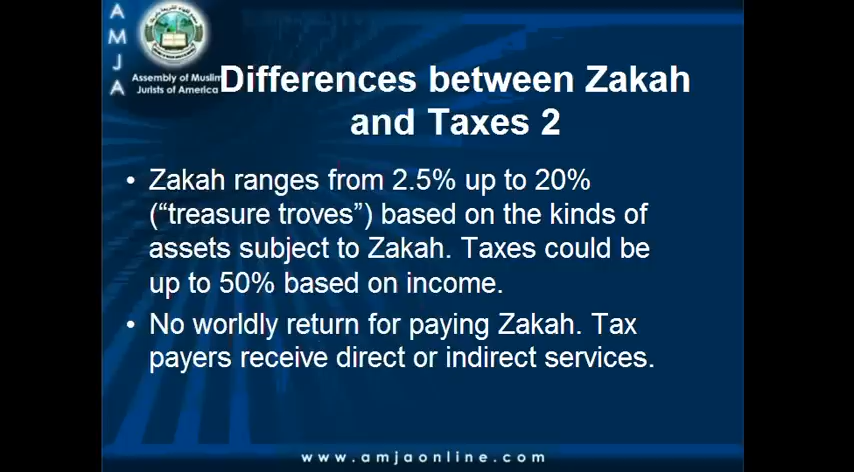 A
M
J
A
Assembly of Muslim
Jurists of America
Differences between Zakah
and Taxes 2
• Zakah ranges from 2.5% up to 20%
(“treasure troves”) based on the kinds of
assets subject to Zakah. Taxes could be
up to 50% based on income.
• No worldly return for paying Zakah. Tax
payers receive direct or indirect services.
www.amjaonline.com